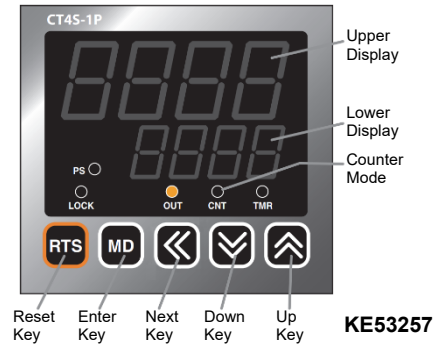 CT4S-1P
Upper
Display
Lower
Display
Counter
Mode
PS
LOCK
OUT
CNT
TMR
RTS
MD
Reset
Key
Enter
Key
Next
Key
Down
Key
Up
Key
KE53257